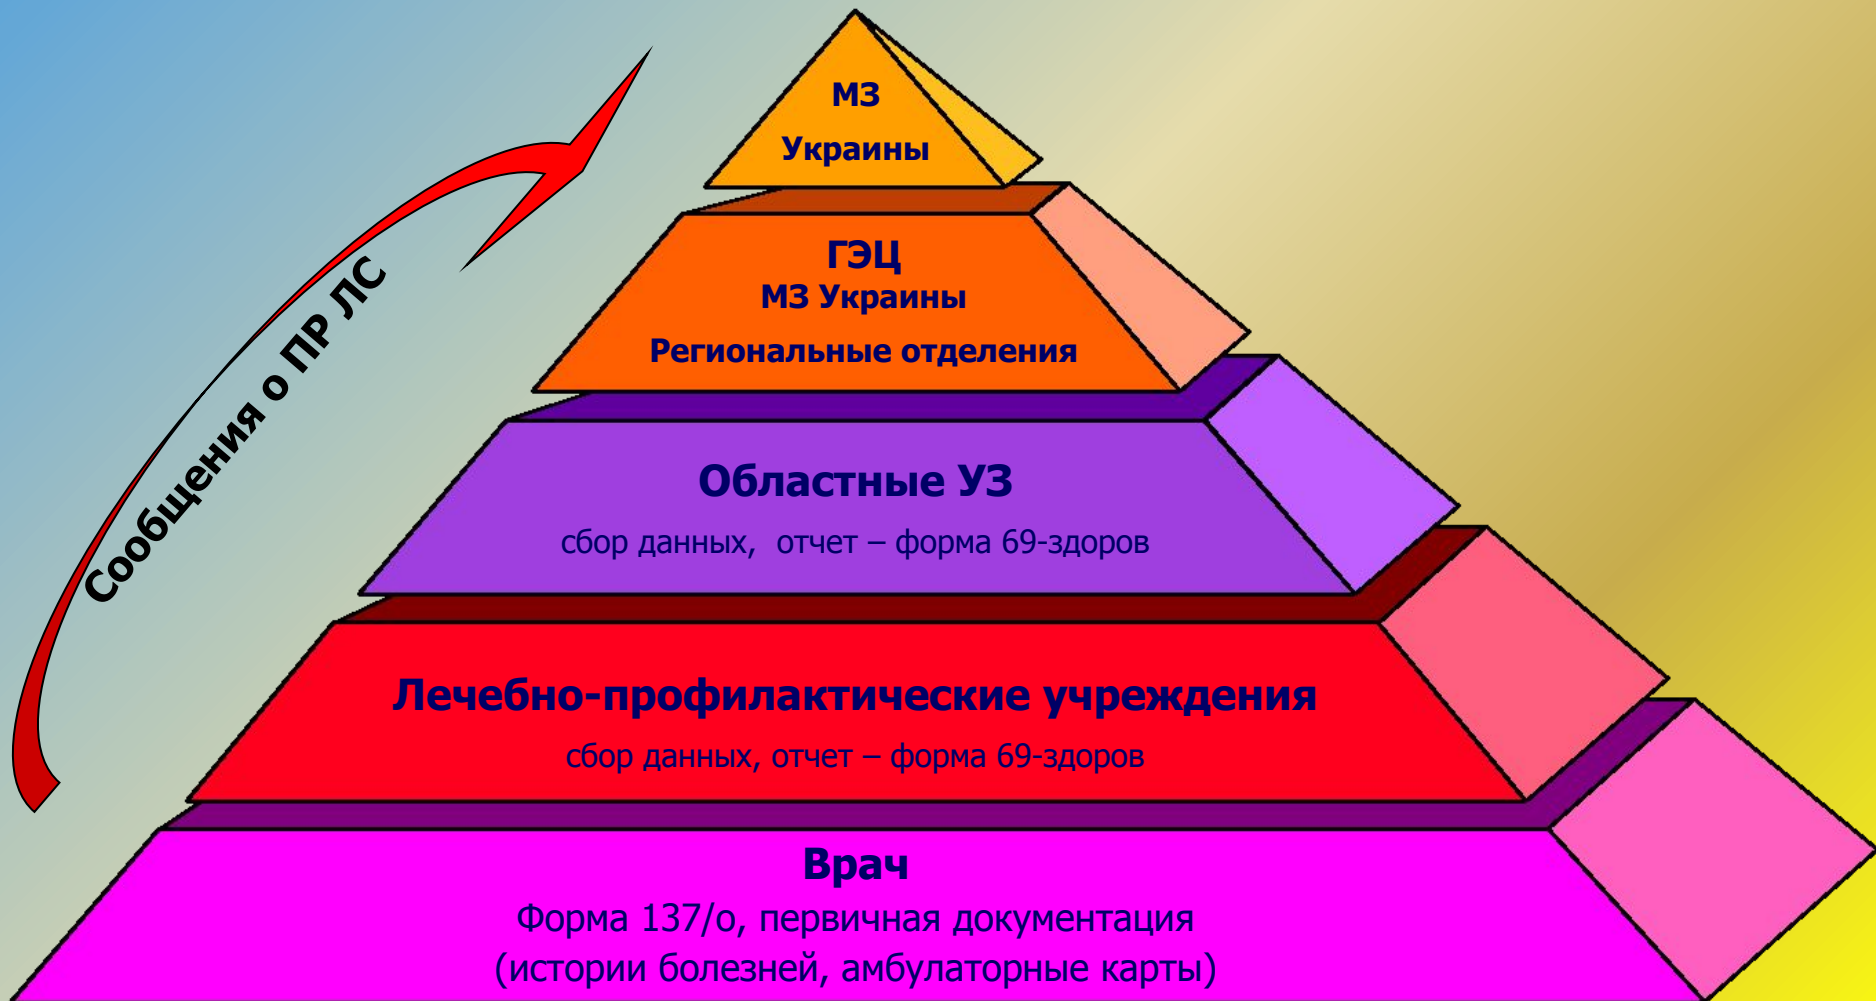 МЗ
Украины
ГЭЦ
МЗ Украины
Региональные отделения
Сообщения о ПР ЛС
Областные УЗ
сбор данных, отчет – форма 69-здоров
Лечебно-профилактические учреждения
сбор данных, отчет – форма 69-здоров
Врач
Форма 137/о, первичная документация
(истории болезней, амбулаторные карты)